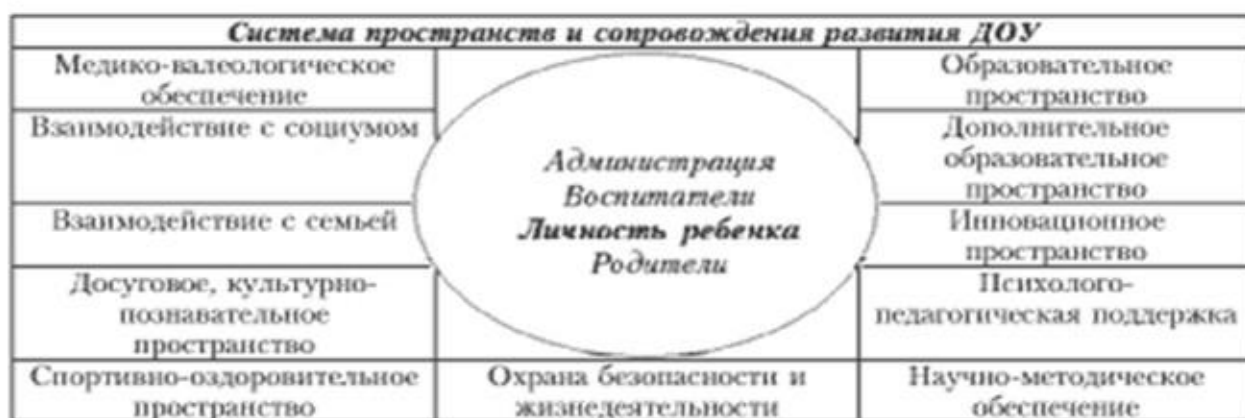 Система пространств и сопровождения развития ДОУ
Медико-валеологическое
обеспечение
Взаимодействие с социумом
Взаимодействие с семьей
Досуговое, культурно-
познавательное
пространство
Спортивно-оздоровительное
пространство
Администрация
Воспитатели
Личность ребенка
Родители
Охрана безопасности и
жизнедеятельности
Образовательное
пространство
Дополнительное
образовательное
пространство
Инновационное
пространство
Психолого-
педагогическая поддержка
Научно-методическое
обеспечение